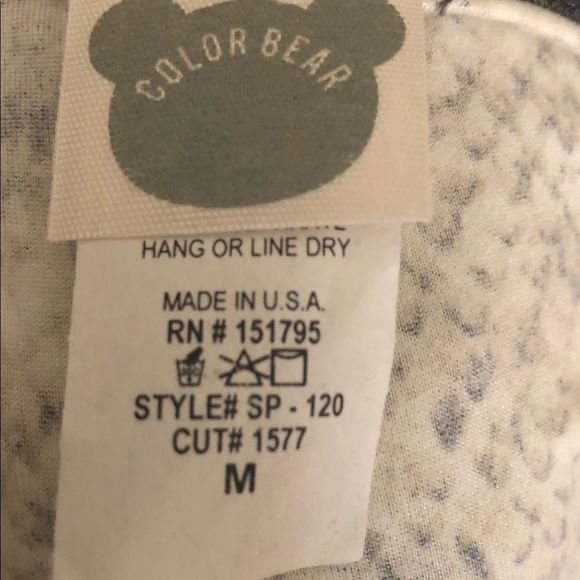 COLOR BEAR
HANG OR LINE DRY
MADE IN U.S.A.
RN # 151795
STYLE# SP - 120
CUT# 1577
M